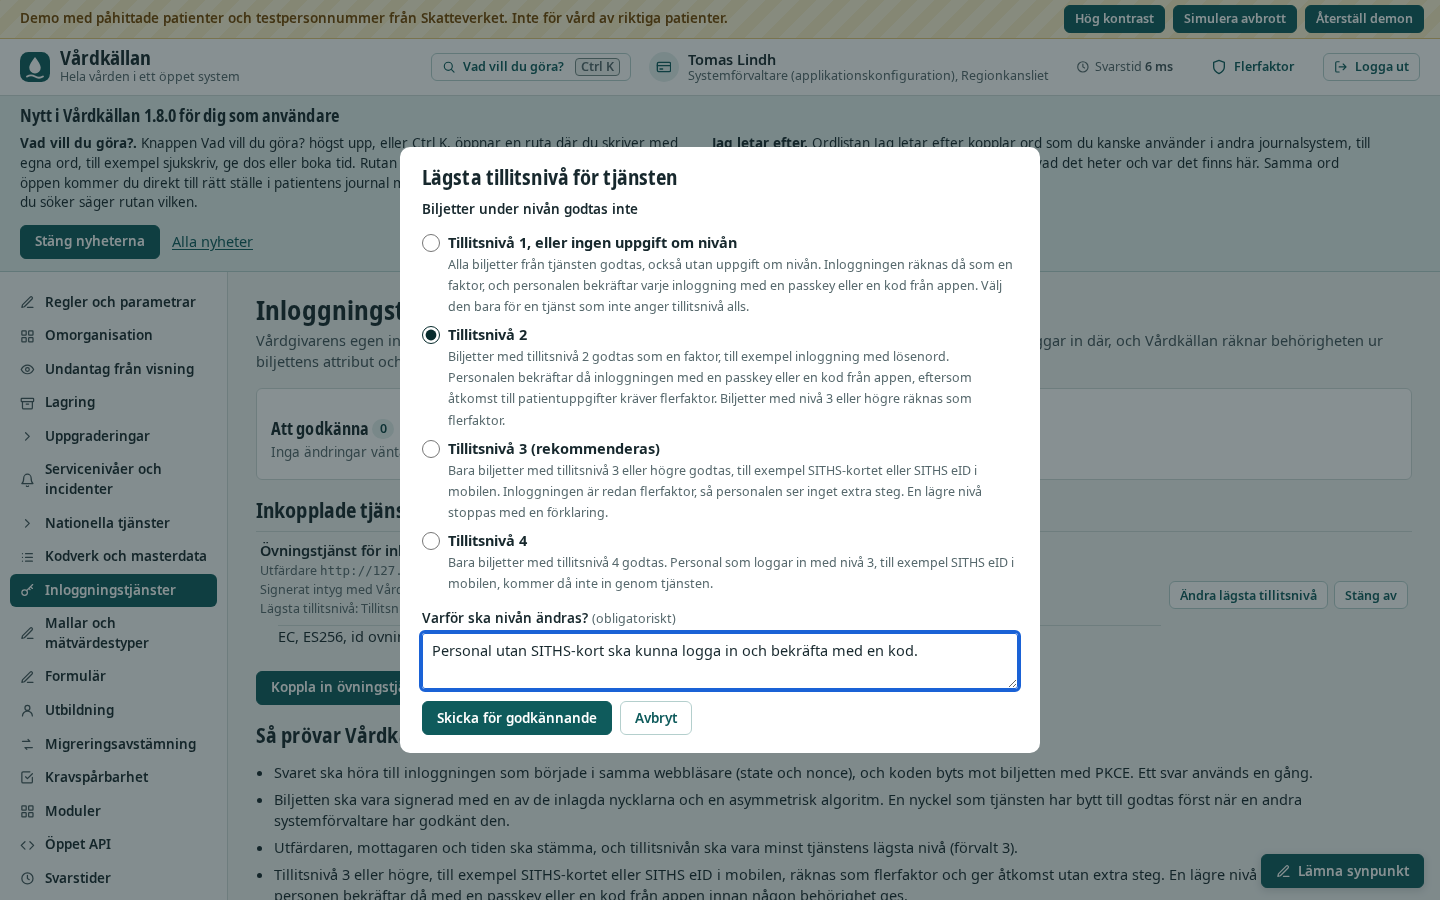 Demo med påhittade patienter och testpersonnummer från Skatteverket. Inte för vård av riktiga patienter.
Hög kontrast
Simulera avbrott
Återställ demon
Vårdkällan
Hela vården i ett öppet system
Vad vill du göra? Ctrl K
Tomas Lindh
Systemförvaltare (applikationskonfiguration), Regionkansliet
Svarstid 6 ms
Flerfaktor
Logga ut
Nytt i Vårdkällan 1.8.0 för dig som användare
Vad vill du göra?. Knappen Vad vill du göra? högst upp, eller Ctrl K, öppnar en ruta där du skriver med
egna ord, till exempel sjukskriv, ge dos eller boka tid. Rutan
öppen kommer du direkt till rätt ställe i patientens journal
du söker säger rutan vilken.
Jag letar efter. Ordlistan Jag letar efter kopplar ord som du kanske använder i andra journalsystem, till
vad det heter och var det finns här. Samma ord
Stäng nyheterna
Alla nyheter
Regler och parametrar
Omorganisation
Undantag från visning
Lagring
Uppgraderingar
Servicenivåer och
incidenter
Nationella tjänster
Kodverk och masterdata
Inloggningstjänster
Mallar och
mätvärdestyper
Formulär
Utbildning
Migreringsavstämning
Kravspårbarhet
Moduler
Öppet API
Svarstider
Vårdgivarens egen
loggar in där, och Vårdkällan räknar behörigheten ur
biljettens attribut
Att godkänna 0
Inga ändringar
Inkopplade
Övningstjänst för
Utfärdare http://127.
Signerat intyg med
Lägsta tillitsnivå:
EC, ES256, id
Ändra lägsta tillitsnivå
Stäng av
Koppla in
Så prövar
Lägsta tillitsnivå för tjänsten
Biljetter under nivån godtas inte
Tillitsnivå 1, eller ingen uppgift om nivån
Alla biljetter från tjänsten godtas, också utan uppgift om nivån. Inloggningen räknas då som en
faktor, och personalen bekräftar varje inloggning med en passkey eller en kod från appen. Välj
den bara för en tjänst som inte anger tillitsnivå alls.
Tillitsnivå 2
Biljetter med tillitsnivå 2 godtas som en faktor, till exempel inloggning med lösenord.
Personalen bekräftar då inloggningen med en passkey eller en kod från appen, eftersom
åtkomst till patientuppgifter kräver flerfaktor. Biljetter med nivå 3 eller högre räknas som
flerfaktor.
Tillitsnivå 3 (rekommenderas)
Bara biljetter med tillitsnivå 3 eller högre godtas, till exempel SITHS-kortet eller SITHS eID i
mobilen. Inloggningen är redan flerfaktor, så personalen ser inget extra steg. En lägre nivå
stoppas med en förklaring.
Tillitsnivå 4
Bara biljetter med tillitsnivå 4 godtas. Personal som loggar in med nivå 3, till exempel SITHS eID i
mobilen, kommer då inte in genom tjänsten.
Varför ska nivån ändras? (obligatoriskt)
Personal utan SITHS-kort ska kunna logga in och bekräfta med en kod.
Skicka för godkännande
Avbryt
Svaret ska höra till inloggningen som började i samma webbläsare (state och nonce), och koden byts mot biljetten med PKCE. Ett svar används en gång.
Biljetten ska vara signerad med en av de inlagda nycklarna och en asymmetrisk algoritm. En nyckel som tjänsten har bytt till godtas först när en andra
systemförvaltare har godkänt den.
Utfärdaren, mottagaren och tiden ska stämma, och tillitsnivån ska vara minst tjänstens lägsta nivå (förvalt 3).
Tillitsnivå 3 eller högre, till exempel SITHS-kortet eller SITHS eID i mobilen, räknas som flerfaktor och ger åtkomst utan extra steg. En lägre nivå
personen bekräftar då med en passkey eller en kod från appen innan någon behörighet ges.
Lämna synpunkt